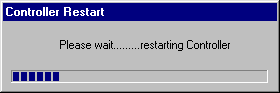 Controller Restart
Please wait.........restarting Controller